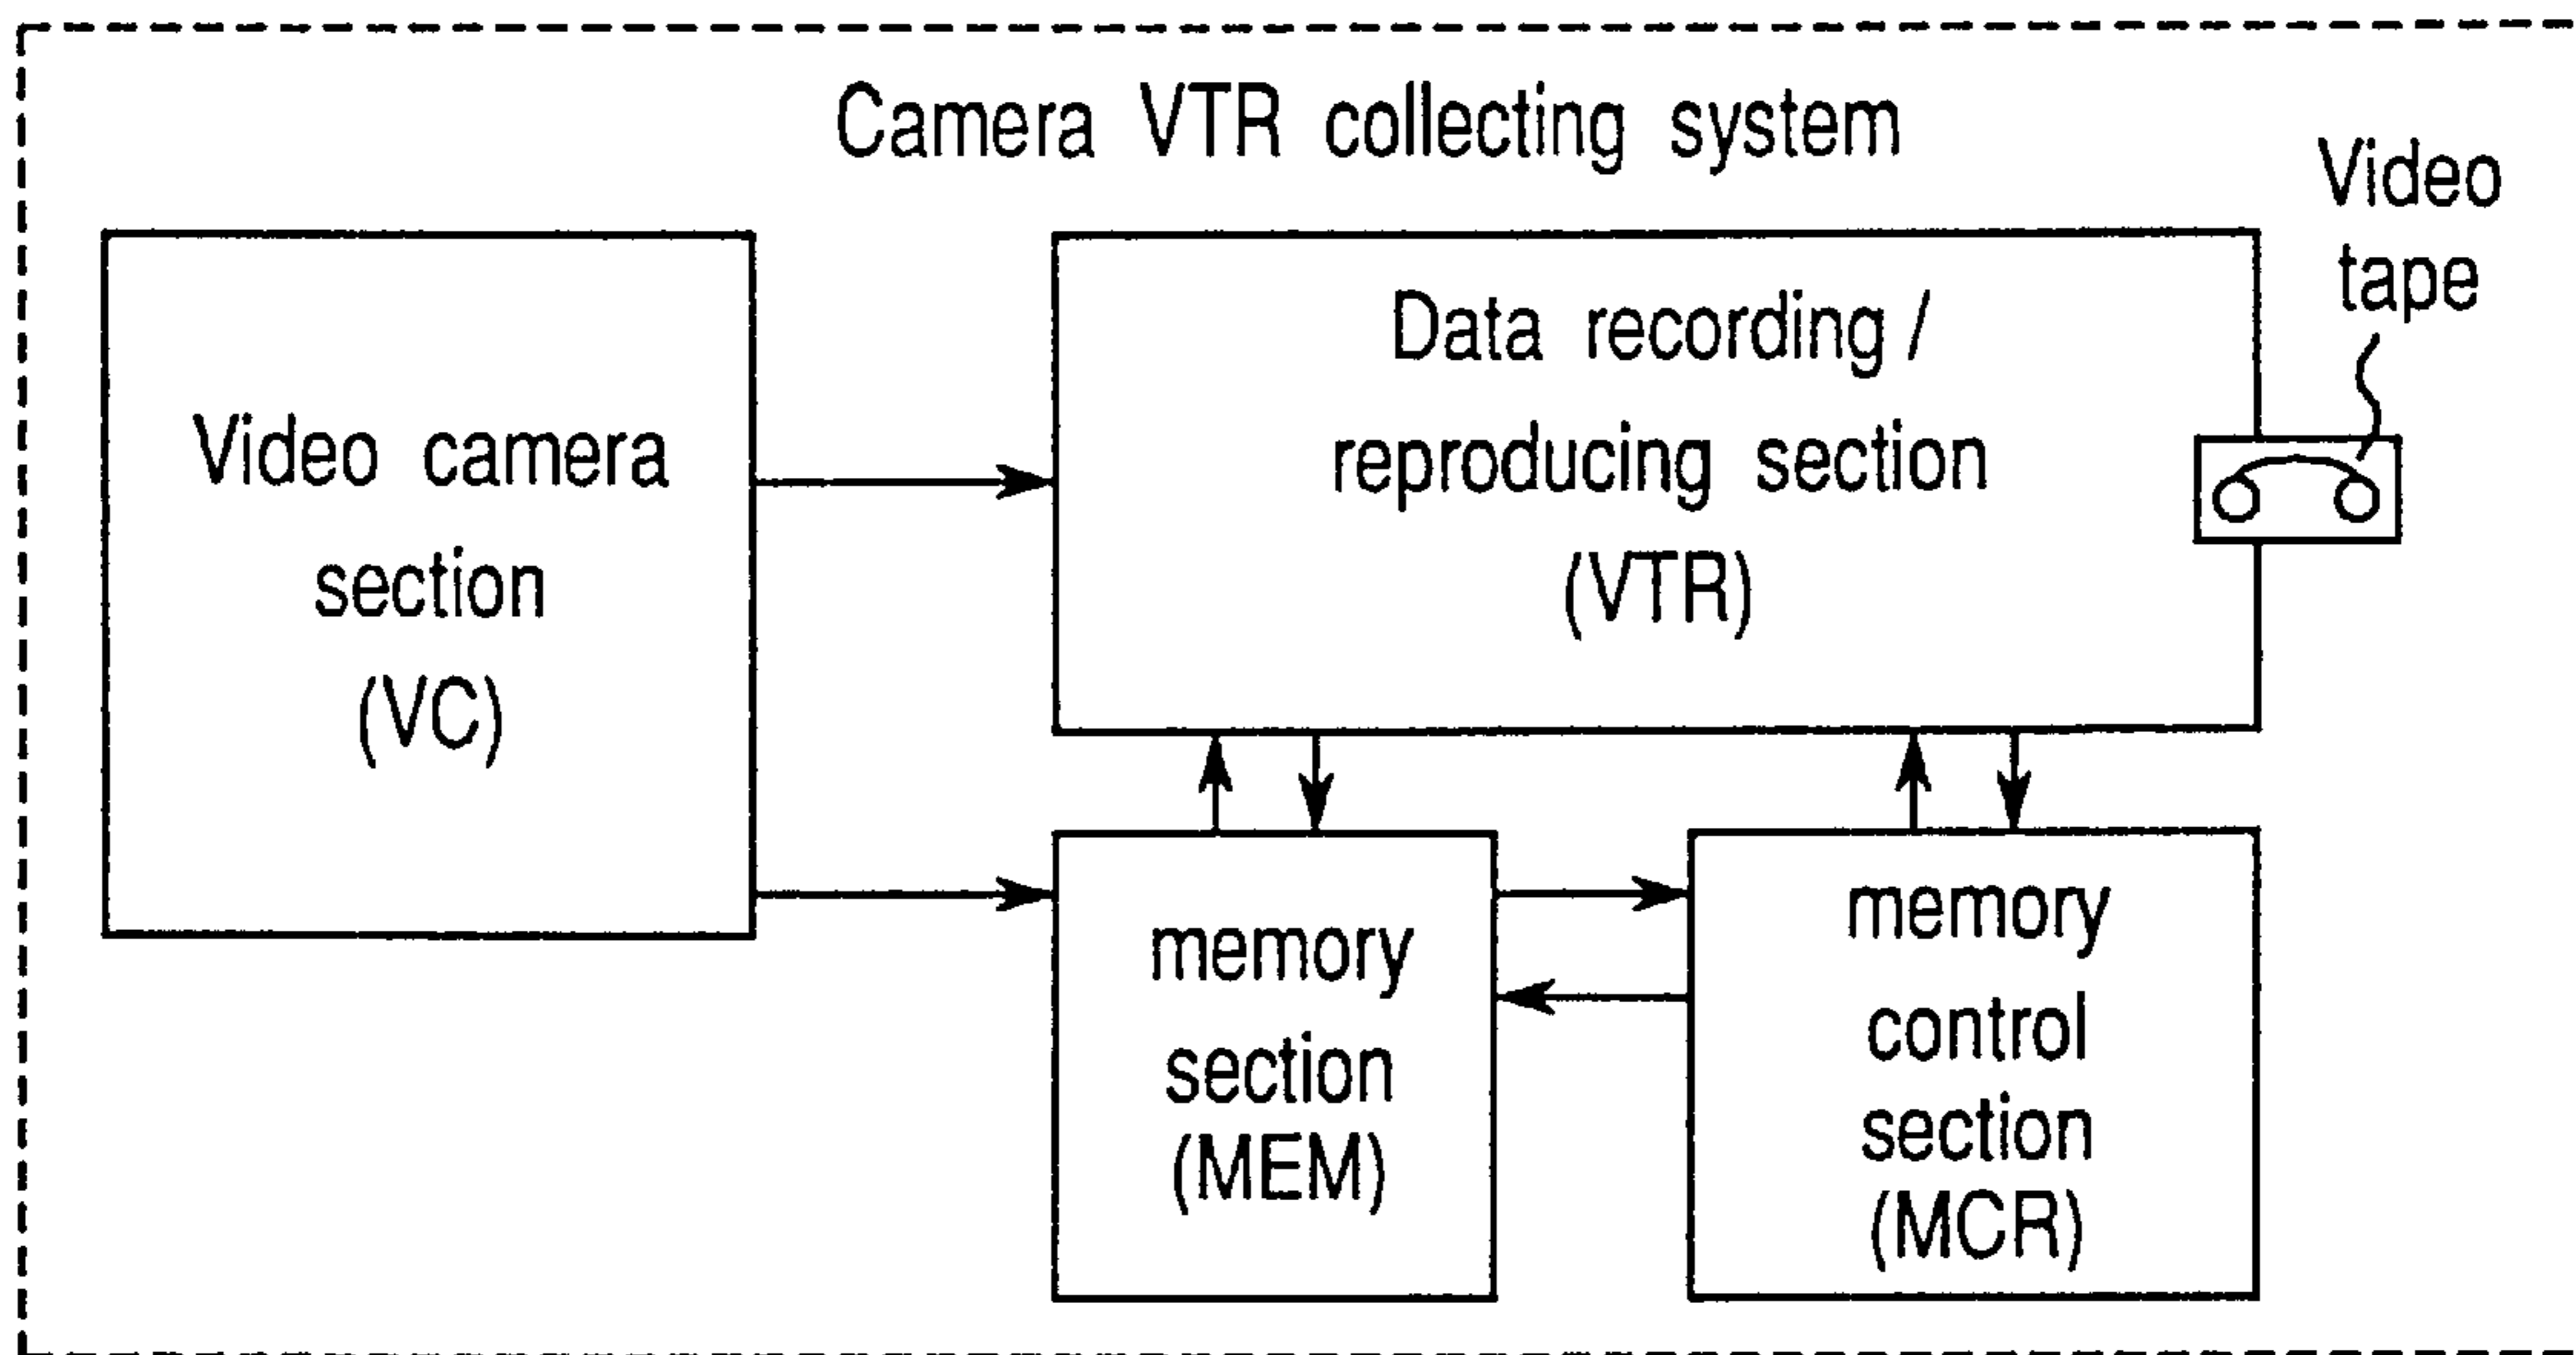 Camera VTR collecting system
Video
tape
Video camera
section
(VC)
Data recording /
reproducing section
(VTR)
memory
section
(MEM)
memory
control
section
(MCR)